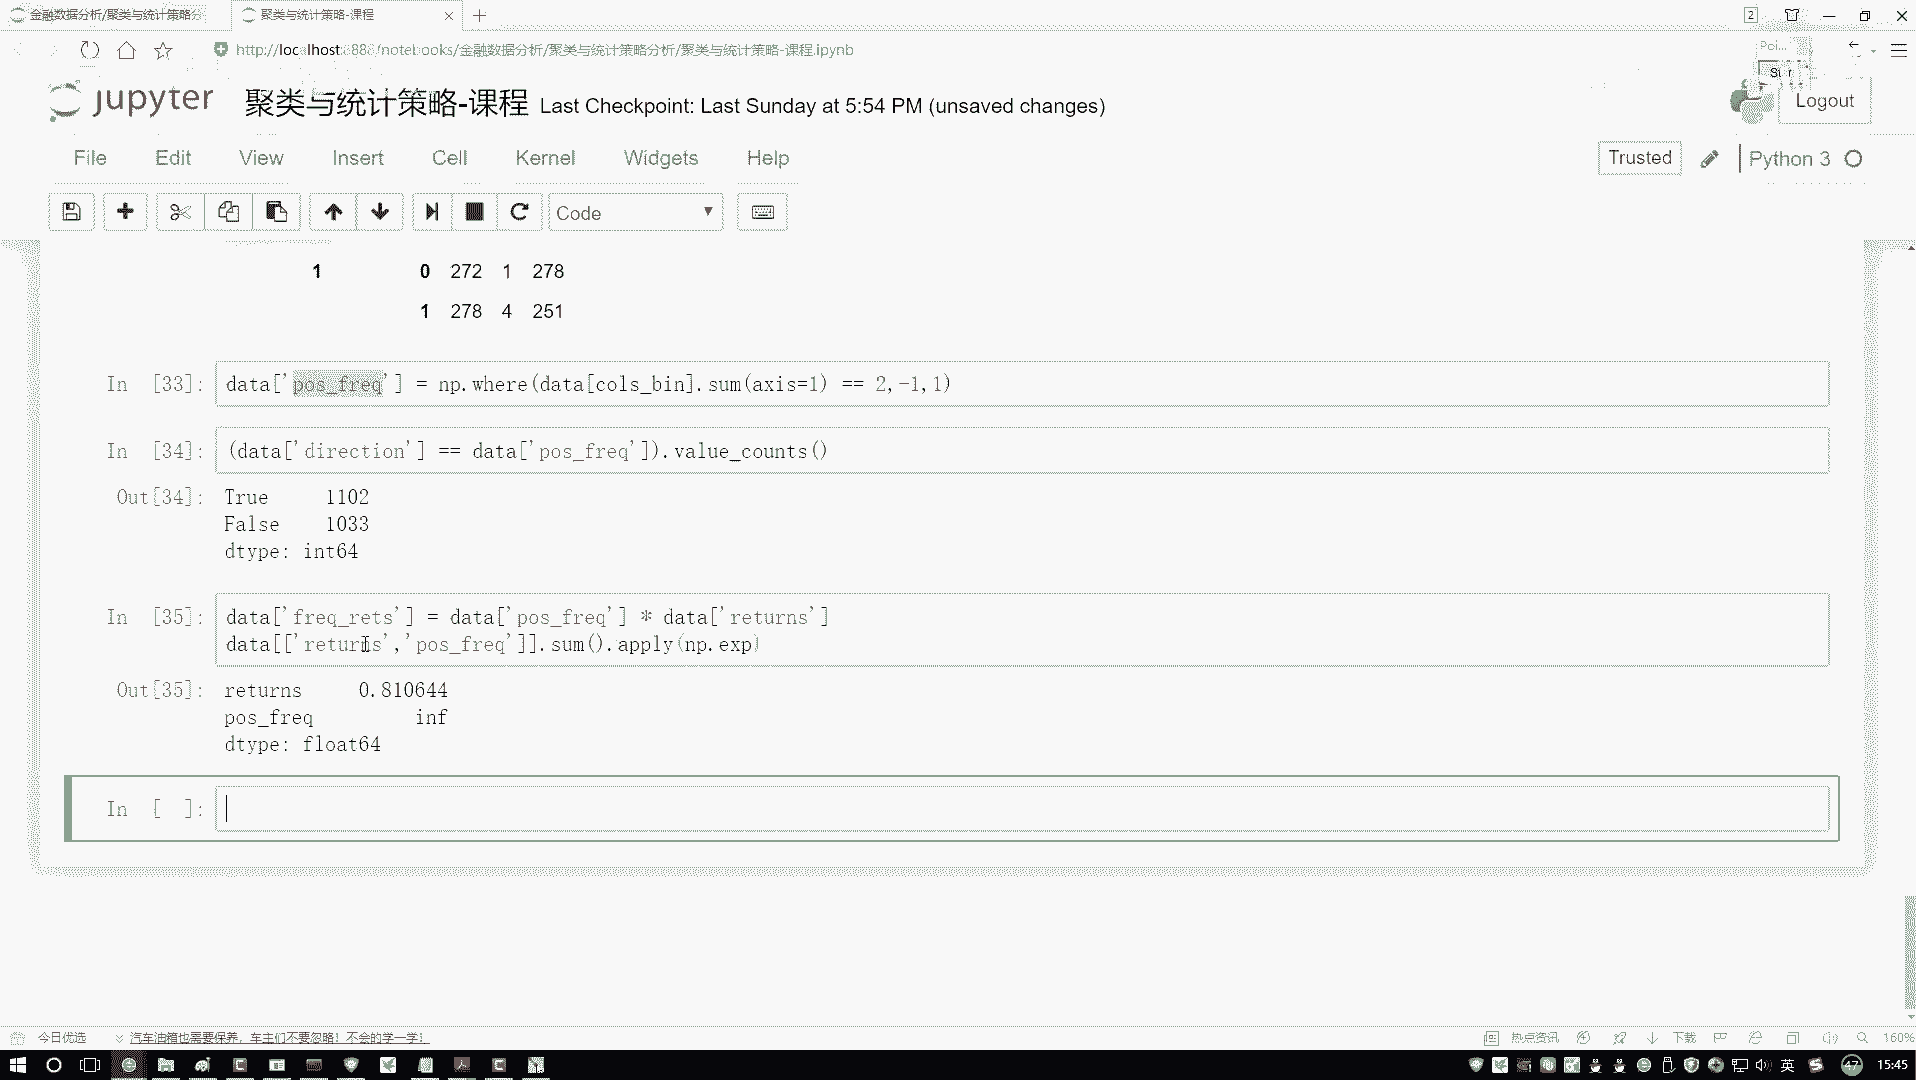 金融数据分析/聚类与统计策略分
聚类与统计策略-课程
2
http://localhost:8888/notebooks/金融数据分析/聚类与统计策略分析/聚类与统计策略-课程.ipynb
jupyter 聚类与统计策略-课程 Last Checkpoint: Last Sunday at 5:54 PM (unsaved changes)
Logout
File Edit View Insert Cell Kernel Widgets Help
Trusted
Python 3
Code
1 0 272 1 278
1 278 4 251
In [33]: data['pos_freq'] = np.where(data[cols_bin].sum(axis=1) == 2,-1,1)
In [34]: (data['direction'] == data['pos_freq']).value_counts()
Out[34]: True 1102
False 1033
dtype: int64
In [35]: data['freq_rets'] = data['pos_freq'] * data['returns']
data[['returns','pos_freq']].sum().apply(np.exp)
Out[35]: returns 0.810644
pos_freq inf
dtype: float64
In [ ]:
今日优选
汽车油箱也需要保养，车主们不要忽略！不会的学一学！
热点资讯
下载
160%
英
47
15:45